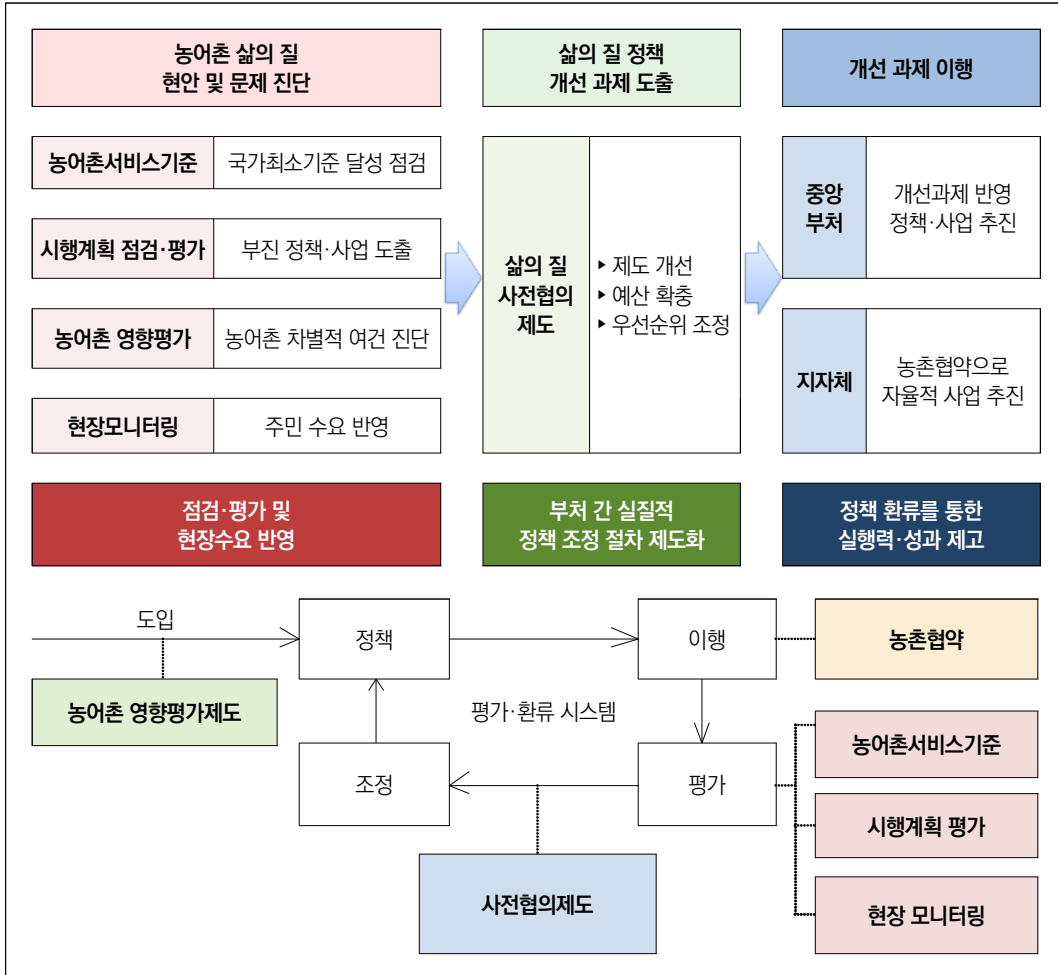 농어촌 삶의 질
현안 및 문제 진단
삶의 질 정책
개선 과제 도출
개선 과제 이행
농어촌서비스기준
국가최소기준 달성 점검
시행계획 점검·평가
부진 정책·사업 도출
농어촌 영향평가
농어촌 차별적 여건 진단
현장모니터링
주민 수요 반영
삶의 질
사전협의
제도
▸ 제도 개선
▸ 예산 확충
▸ 우선순위 조정
중앙
부처
개선과제 반영
정책·사업 추진
지자체
농촌협약으로
자율적 사업 추진
점검·평가 및
현장수요 반영
부처 간 실질적
정책 조정 절차 제도화
정책 환류를 통한
실행력·성과 제고
도입
정책
이행
농촌협약
농어촌 영향평가제도
평가·환류 시스템
농어촌서비스기준
조정
평가
시행계획 평가
사전협의제도
현장 모니터링